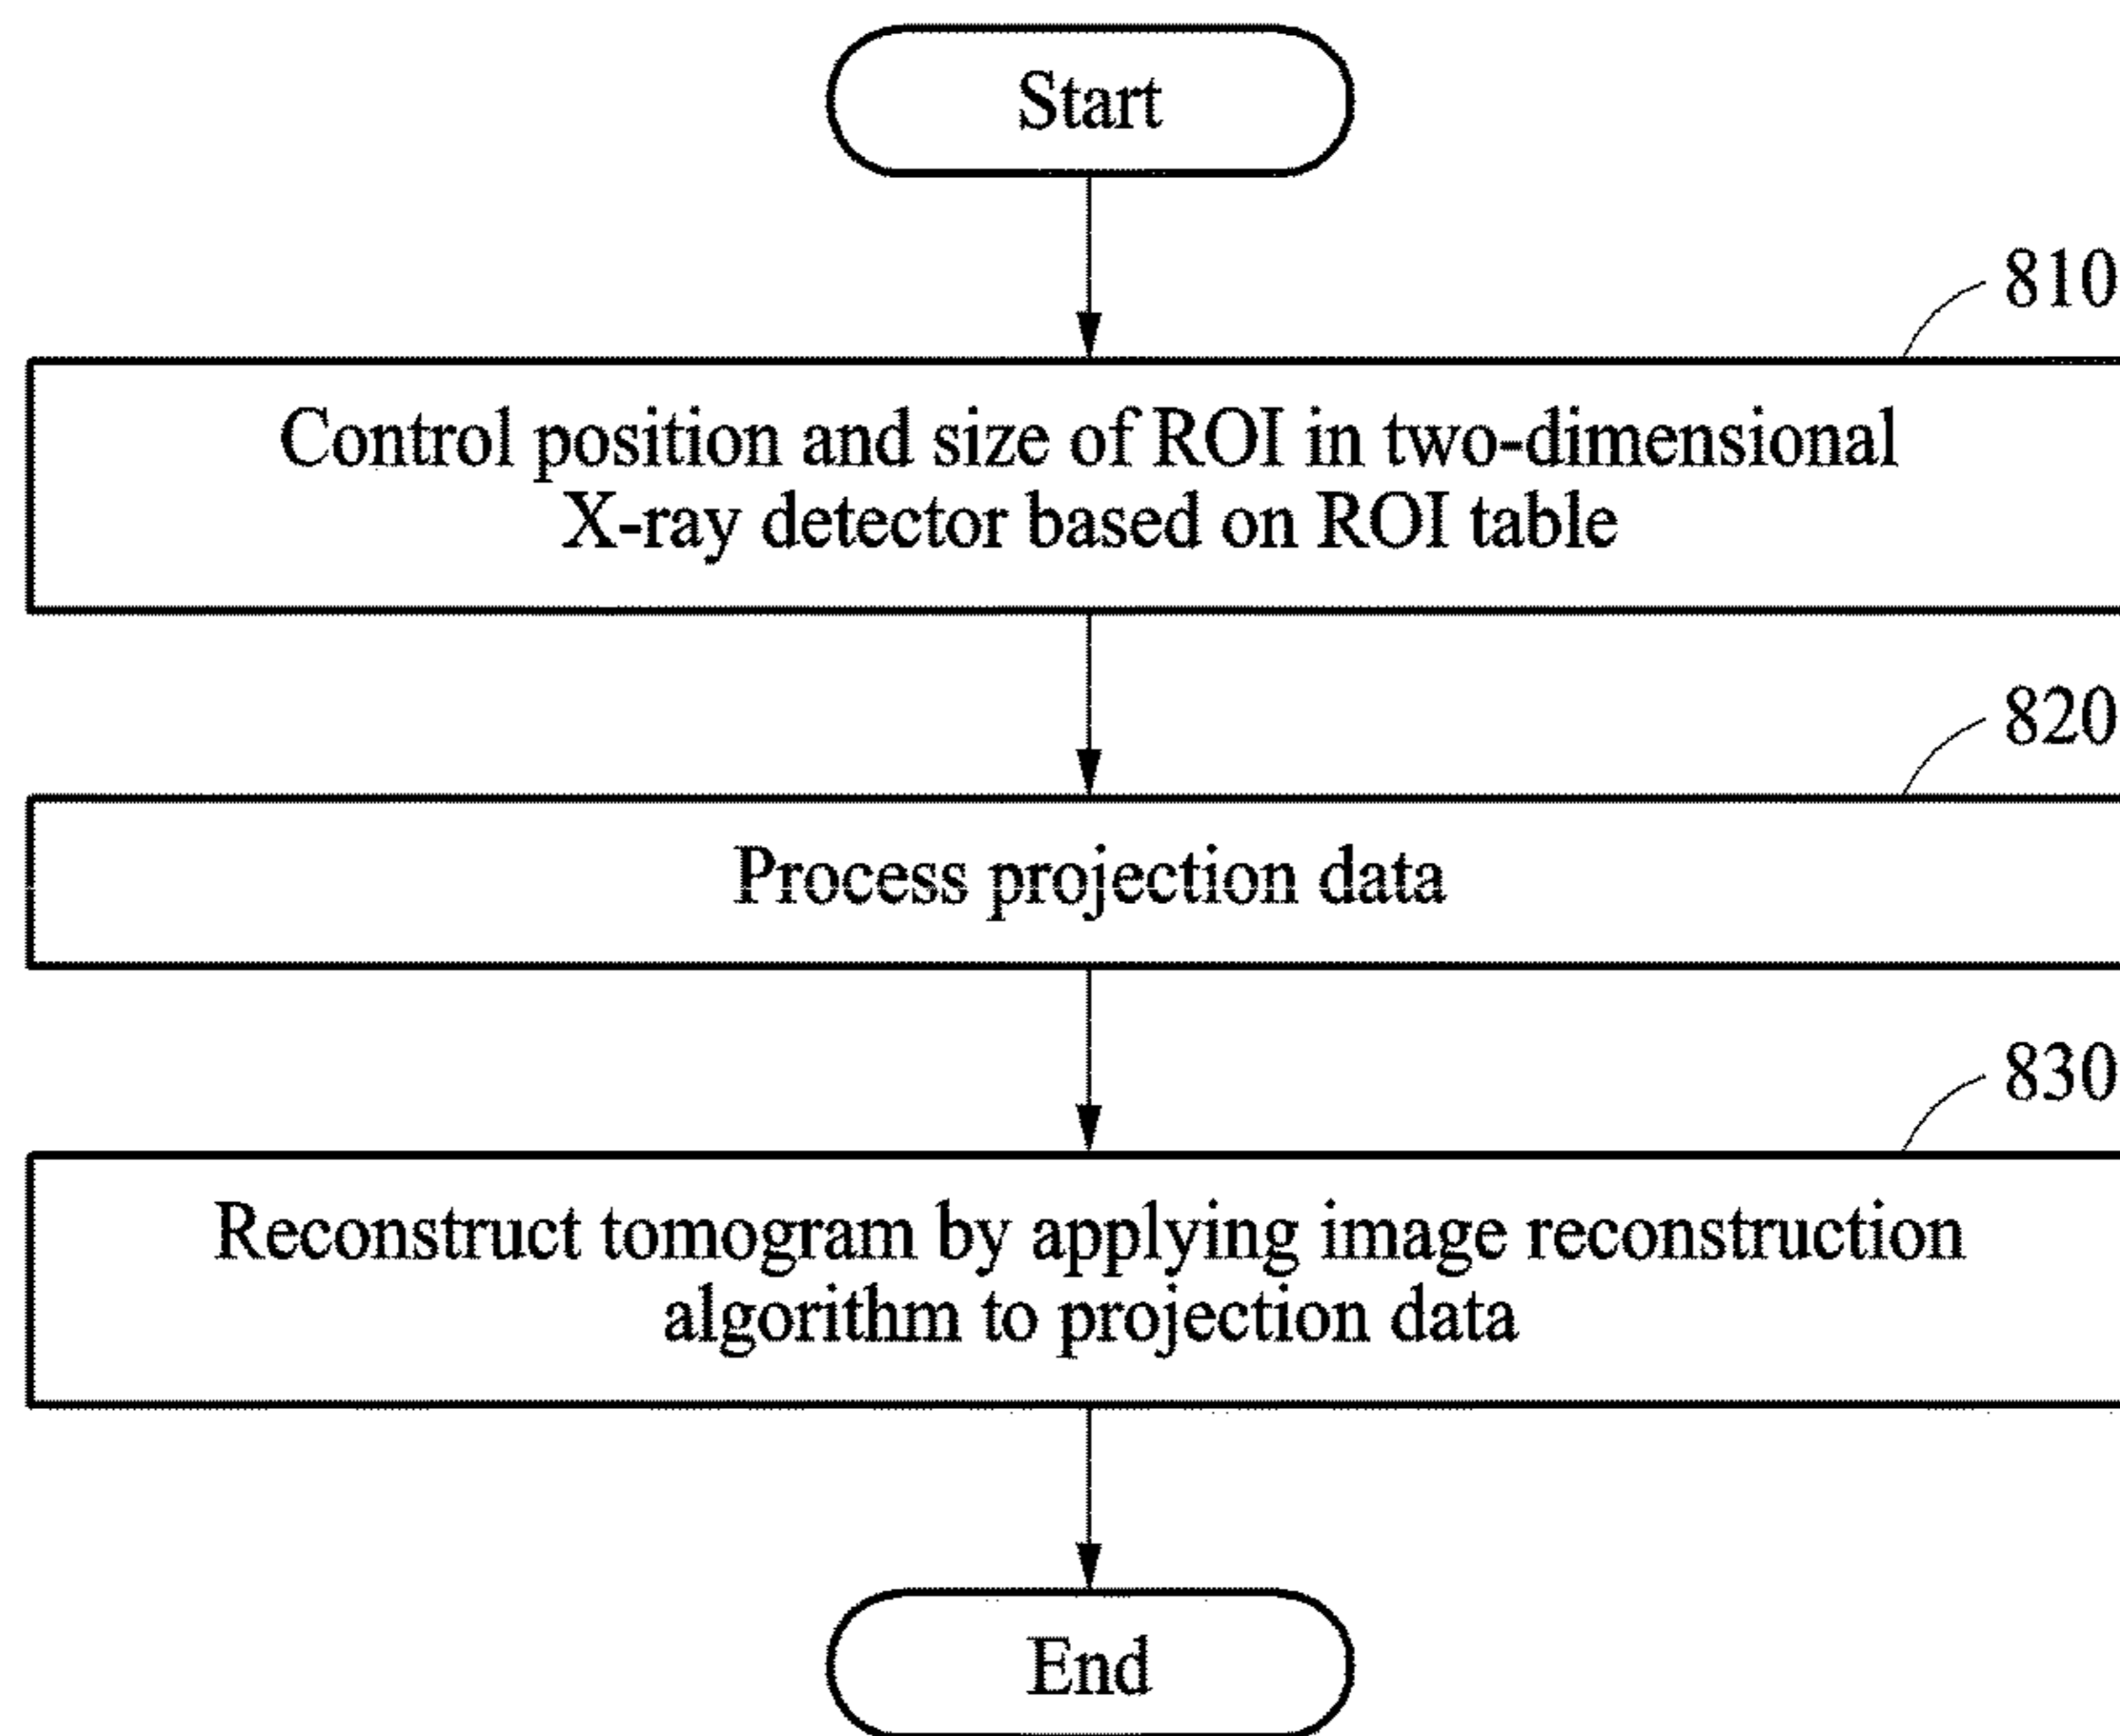 Start
810
Control position and size of ROI in two-dimensional
X-ray detector based on ROI table
820
Process projection data
830
Reconstruct tomogram by applying image reconstruction
algorithm to projection data
End